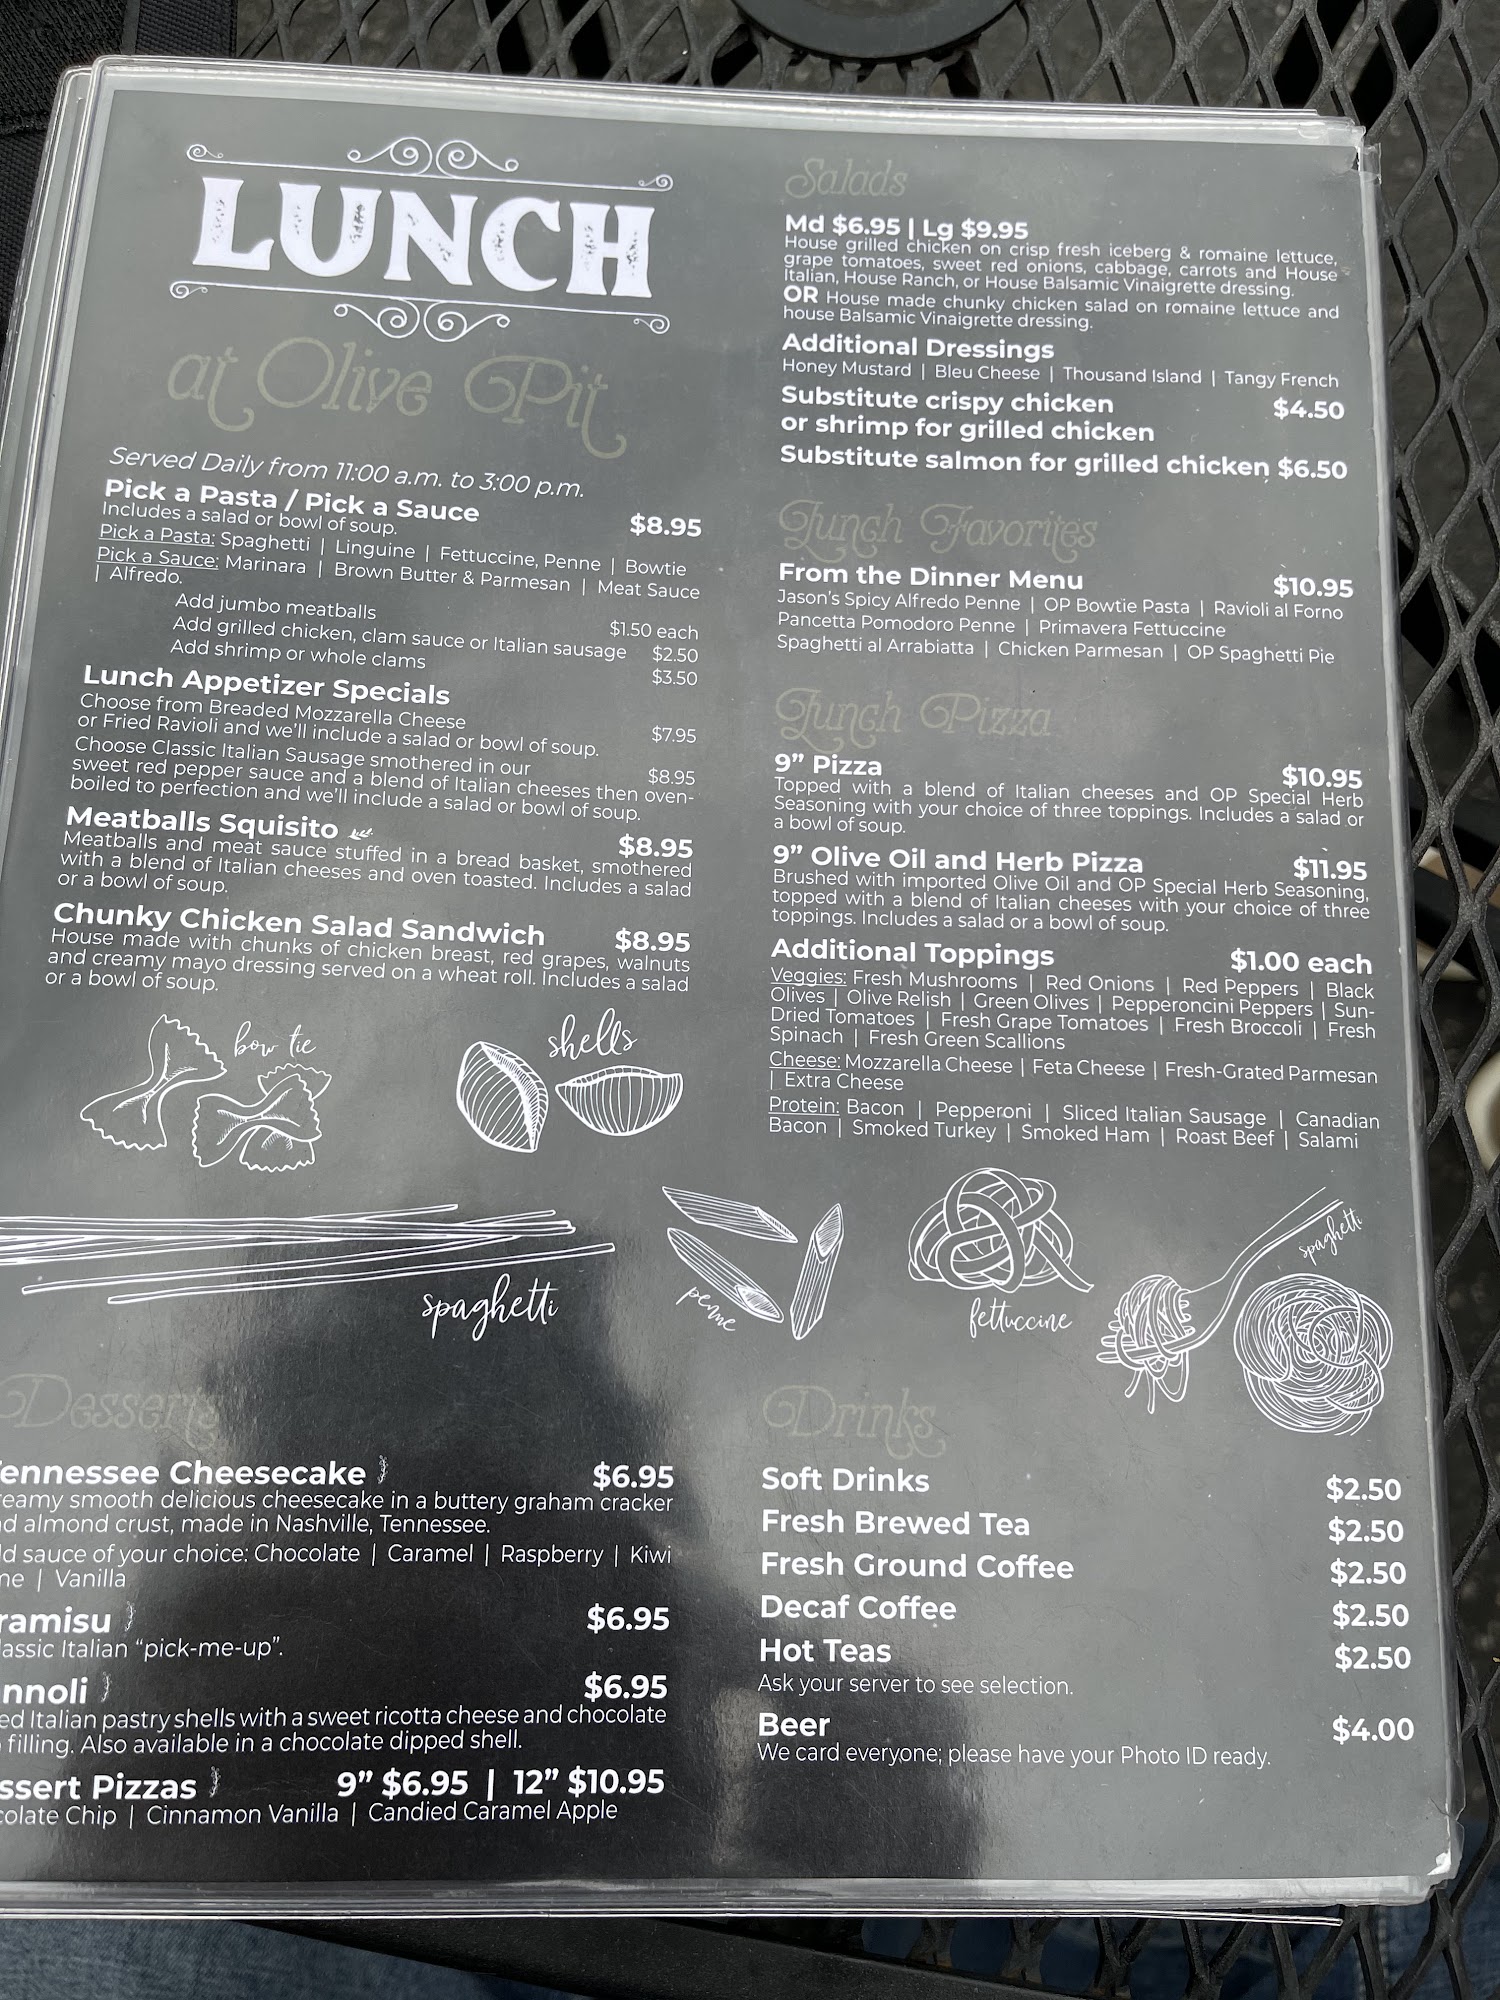 LUNCH
at Olive Pit
Served Daily from 11:00 a.m. to 3:00 p.m.
Pick a Pasta / Pick a Sauce $8.95
Includes a salad or bowl of soup.
Pick a Pasta: Spaghetti | Linguine | Fettuccine, Penne | Bowtie
Pick a Sauce: Marinara | Brown Butter & Parmesan | Meat Sauce
| Alfredo.
Add jumbo meatballs $1.50 each
Add grilled chicken, clam sauce or Italian sausage $2.50
Add shrimp or whole clams $3.50
Lunch Appetizer Specials
Choose from Breaded Mozzarella Cheese
or Fried Ravioli and we'll include a salad or bowl of soup. $7.95
Choose Classic Italian Sausage smothered in our $8.95
sweet red pepper sauce and a blend of Italian cheeses then oven-
boiled to perfection and we'll include a salad or bowl of soup.
Meatballs Squisito $8.95
Meatballs and meat sauce stuffed in a bread basket, smothered
with a blend of Italian cheeses and oven toasted. Includes a salad
or a bowl of soup.
Chunky Chicken Salad Sandwich $8.95
House made with chunks of chicken breast, red grapes, walnuts
and creamy mayo dressing served on a wheat roll. Includes a salad
or a bowl of soup.
Salads
Md $6.95 | Lg $9.95
House grilled chicken on crisp fresh iceberg & romaine lettuce,
grape tomatoes, sweet red onions, cabbage, carrots and House
Italian, House Ranch, or House Balsamic Vinaigrette dressing.
OR House made chunky chicken salad on romaine lettuce and
house Balsamic Vinaigrette dressing.
Additional Dressings
Honey Mustard | Bleu Cheese | Thousand Island | Tangy French
Substitute crispy chicken $4.50
or shrimp for grilled chicken
Substitute salmon for grilled chicken $6.50
Lunch Favorites
From the Dinner Menu $10.95
Jason's Spicy Alfredo Penne | OP Bowtie Pasta | Ravioli al Forno
Pancetta Pomodoro Penne | Primavera Fettuccine
Spaghetti al Arrabiatta | Chicken Parmesan | OP Spaghetti Pie
Lunch Pizza
9" Pizza $10.95
Topped with a blend of Italian cheeses and OP Special Herb
Seasoning with your choice of three toppings. Includes a salad or
a bowl of soup.
9" Olive Oil and Herb Pizza $11.95
Brushed with imported Olive Oil and OP Special Herb Seasoning,
topped with a blend of Italian cheeses with your choice of three
toppings. Includes a salad or a bowl of soup.
Additional Toppings $1.00 each
Veggies: Fresh Mushrooms | Red Onions | Red Peppers | Black
Olives | Olive Relish | Green Olives | Pepperoncini Peppers | Sun-
Dried Tomatoes | Fresh Grape Tomatoes | Fresh Broccoli | Fresh
Spinach | Fresh Green Scallions
Cheese: Mozzarella Cheese | Feta Cheese | Fresh-Grated Parmesan
| Extra Cheese
Protein: Bacon | Pepperoni | Sliced Italian Sausage | Canadian
Bacon | Smoked Turkey | Smoked Ham | Roast Beef | Salami
bow tie
shells
spaghetti
penne
fettuccine
spaghetti
Desserts
ennessee Cheesecake $6.95
reamy smooth delicious cheesecake in a buttery graham cracker
d almond crust, made in Nashville, Tennessee.
d sauce of your choice: Chocolate | Caramel | Raspberry | Kiwi
me | Vanilla
ramisu $6.95
assic Italian "pick-me-up".
nnoli $6.95
ed Italian pastry shells with a sweet ricotta cheese and chocolate
filling. Also available in a chocolate dipped shell.
ssert Pizzas 9" $6.95 | 12" $10.95
colate Chip | Cinnamon Vanilla | Candied Caramel Apple
Drinks
Soft Drinks $2.50
Fresh Brewed Tea $2.50
Fresh Ground Coffee $2.50
Decaf Coffee $2.50
Hot Teas $2.50
Ask your server to see selection.
Beer $4.00
We card everyone; please have your Photo ID ready.